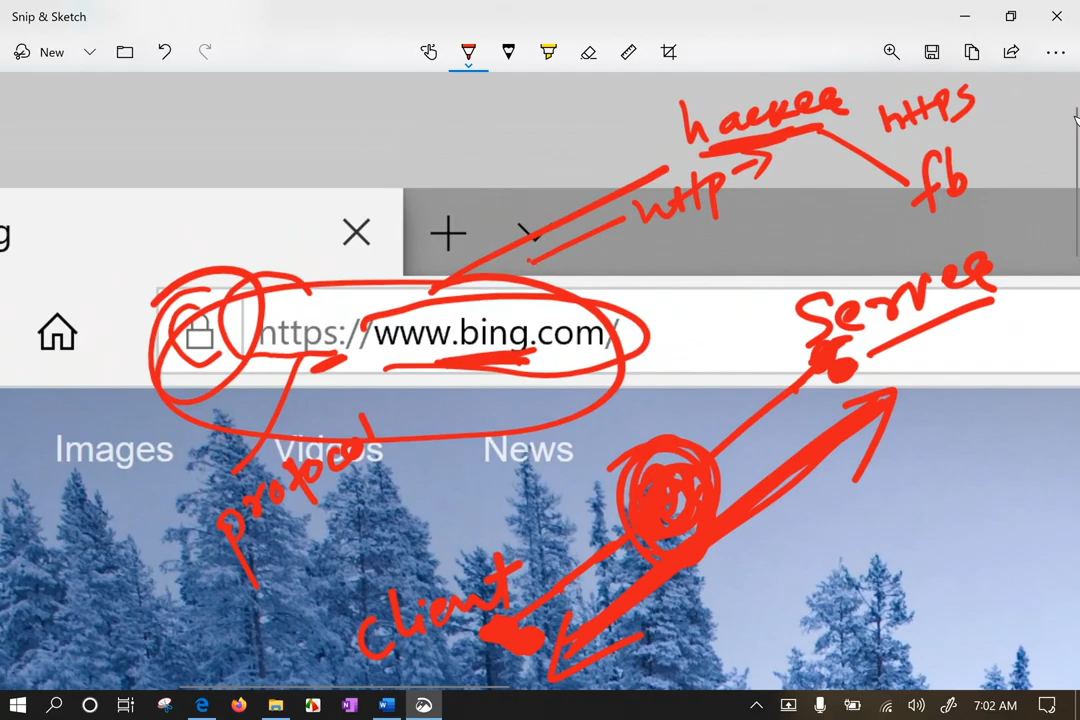 Snip & Sketch
New
hacker https
http fb
g
https://www.bing.com/
Server
Images Videos News
protocol
Client
7:02 AM